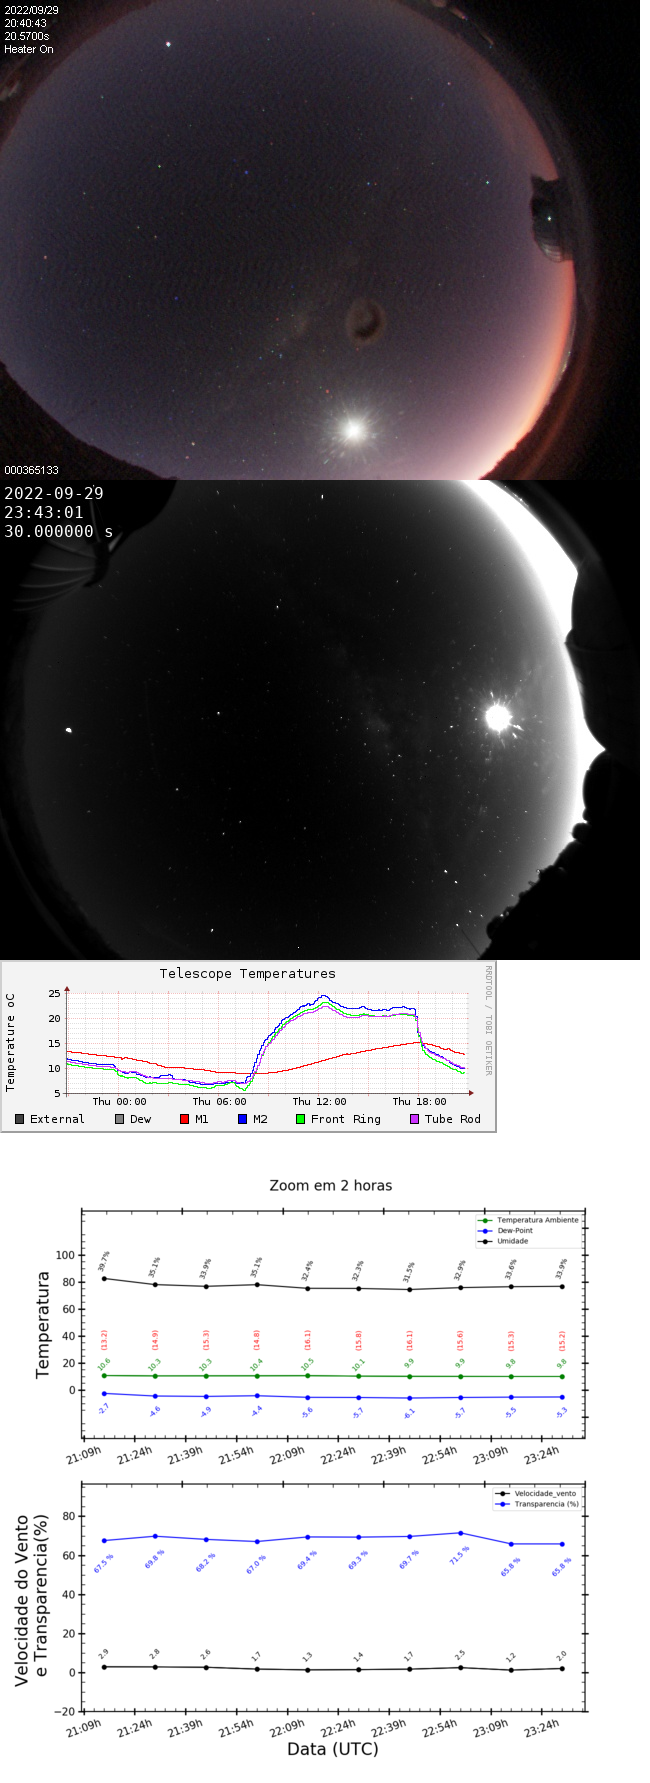 2022/09/29
20:40:43
20.5700s
Heater On
000365133
2022-09-29
23:43:01
30.000000 s
Telescope Temperatures
RRDTOOL / TOBI OETIKER
Temperature oC
25
20
15
10
5
Thu 00:00 Thu 06:00 Thu 12:00 Thu 18:00
External Dew M1 M2 Front Ring Tube Rod
Zoom em 2 horas
Temperatura Ambiente
Dew-Point
Umidade
Temperatura
100
80
60
40
20
0
39.7% 35.1% 33.9% 35.1% 32.4% 32.3% 31.5% 32.9% 33.6% 33.9%
(13.2) (14.9) (15.3) (14.8) (16.1) (15.8) (16.1) (15.6) (15.3) (15.2)
10.6 10.3 10.3 10.4 10.5 10.1 9.9 9.9 9.8 9.8
-2.7 -4.6 -4.9 -4.4 -5.6 -5.7 -6.1 -5.7 -5.5 -5.3
21:09h 21:24h 21:39h 21:54h 22:09h 22:24h 22:39h 22:54h 23:09h 23:24h
Velocidade_vento
Transparencia (%)
Velocidade do Vento
e Transparencia(%)
80
60
40
20
0
−20
67.5 % 69.8 % 68.2 % 67.0 % 69.4 % 69.3 % 69.7 % 71.5 % 65.8 % 65.8 %
2.9 2.8 2.6 1.7 1.3 1.4 1.7 2.5 1.2 2.0
21:09h 21:24h 21:39h 21:54h 22:09h 22:24h 22:39h 22:54h 23:09h 23:24h
Data (UTC)